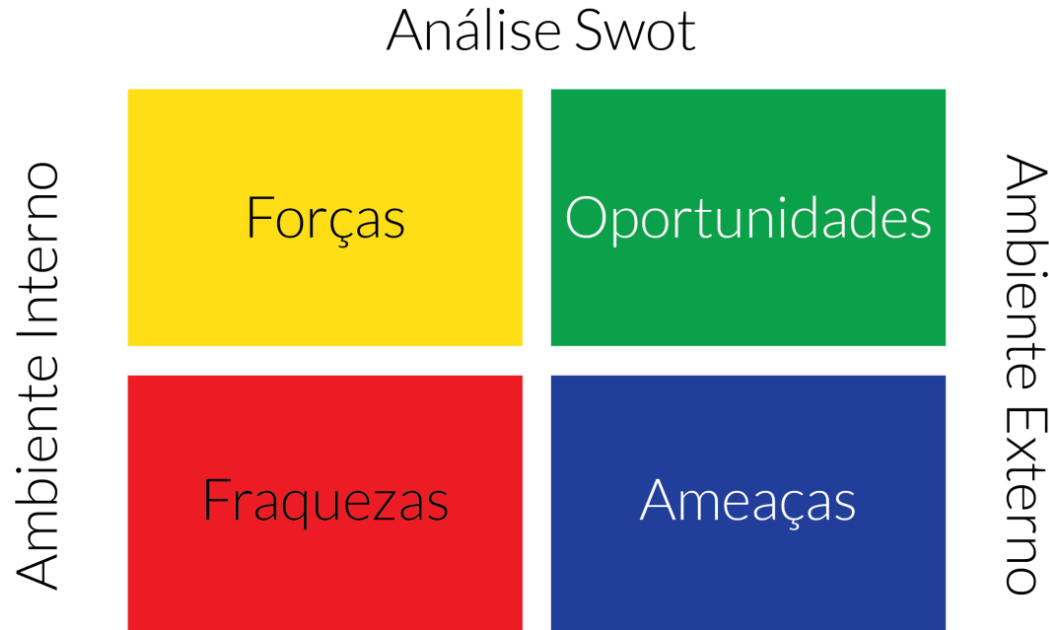 Análise Swot
Ambiente Interno
Forças
Oportunidades
Fraquezas
Ameaças
Ambiente Externo